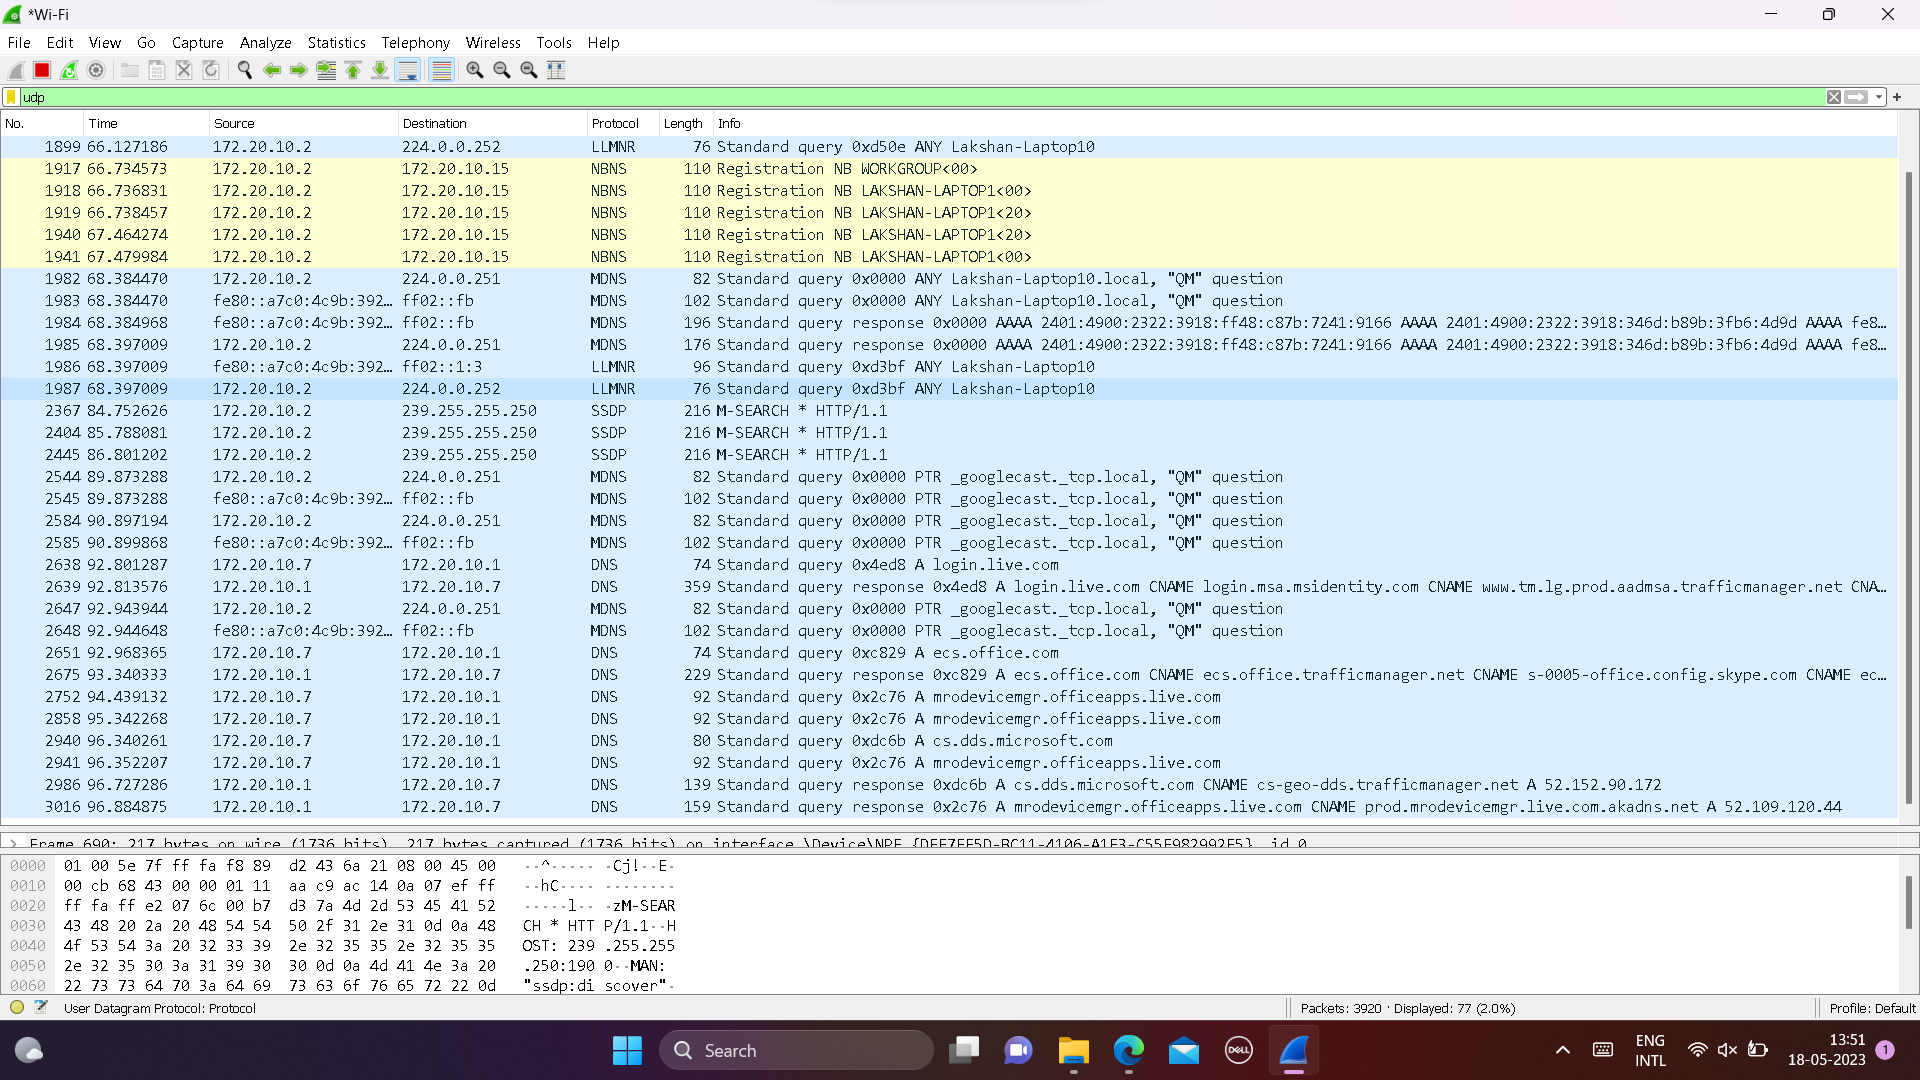 *Wi-Fi
File Edit View Go Capture Analyze Statistics Telephony Wireless Tools Help
udp
No. Time Source Destination Protocol Length Info
1899 66.127186 172.20.10.2 224.0.0.252 LLMNR 76 Standard query 0xd50e ANY Lakshan-Laptop10
1917 66.734573 172.20.10.2 172.20.10.15 NBNS 110 Registration NB WORKGROUP<00>
1918 66.736831 172.20.10.2 172.20.10.15 NBNS 110 Registration NB LAKSHAN-LAPTOP1<00>
1919 66.738457 172.20.10.2 172.20.10.15 NBNS 110 Registration NB LAKSHAN-LAPTOP1<20>
1940 67.464274 172.20.10.2 172.20.10.15 NBNS 110 Registration NB LAKSHAN-LAPTOP1<20>
1941 67.479984 172.20.10.2 172.20.10.15 NBNS 110 Registration NB LAKSHAN-LAPTOP1<00>
1982 68.384470 172.20.10.2 224.0.0.251 MDNS 82 Standard query 0x0000 ANY Lakshan-Laptop10.local, "QM" question
1983 68.384470 fe80::a7c0:4c9b:392… ff02::fb MDNS 102 Standard query 0x0000 ANY Lakshan-Laptop10.local, "QM" question
1984 68.384968 fe80::a7c0:4c9b:392… ff02::fb MDNS 196 Standard query response 0x0000 AAAA 2401:4900:2322:3918:ff48:c87b:7241:9166 AAAA 2401:4900:2322:3918:346d:b89b:3fb6:4d9d AAAA fe8…
1985 68.397009 172.20.10.2 224.0.0.251 MDNS 176 Standard query response 0x0000 AAAA 2401:4900:2322:3918:ff48:c87b:7241:9166 AAAA 2401:4900:2322:3918:346d:b89b:3fb6:4d9d AAAA fe8…
1986 68.397009 fe80::a7c0:4c9b:392… ff02::1:3 LLMNR 96 Standard query 0xd3bf ANY Lakshan-Laptop10
1987 68.397009 172.20.10.2 224.0.0.252 LLMNR 76 Standard query 0xd3bf ANY Lakshan-Laptop10
2367 84.752626 172.20.10.2 239.255.255.250 SSDP 216 M-SEARCH * HTTP/1.1
2404 85.788081 172.20.10.2 239.255.255.250 SSDP 216 M-SEARCH * HTTP/1.1
2445 86.801202 172.20.10.2 239.255.255.250 SSDP 216 M-SEARCH * HTTP/1.1
2544 89.873288 172.20.10.2 224.0.0.251 MDNS 82 Standard query 0x0000 PTR _googlecast._tcp.local, "QM" question
2545 89.873288 fe80::a7c0:4c9b:392… ff02::fb MDNS 102 Standard query 0x0000 PTR _googlecast._tcp.local, "QM" question
2584 90.897194 172.20.10.2 224.0.0.251 MDNS 82 Standard query 0x0000 PTR _googlecast._tcp.local, "QM" question
2585 90.899868 fe80::a7c0:4c9b:392… ff02::fb MDNS 102 Standard query 0x0000 PTR _googlecast._tcp.local, "QM" question
2638 92.801287 172.20.10.7 172.20.10.1 DNS 74 Standard query 0x4ed8 A login.live.com
2639 92.813576 172.20.10.1 172.20.10.7 DNS 359 Standard query response 0x4ed8 A login.live.com CNAME login.msa.msidentity.com CNAME www.tm.lg.prod.aadmsa.trafficmanager.net CNA…
2647 92.943944 172.20.10.2 224.0.0.251 MDNS 82 Standard query 0x0000 PTR _googlecast._tcp.local, "QM" question
2648 92.944648 fe80::a7c0:4c9b:392… ff02::fb MDNS 102 Standard query 0x0000 PTR _googlecast._tcp.local, "QM" question
2651 92.968365 172.20.10.7 172.20.10.1 DNS 74 Standard query 0xc829 A ecs.office.com
2675 93.340333 172.20.10.1 172.20.10.7 DNS 229 Standard query response 0xc829 A ecs.office.com CNAME ecs.office.trafficmanager.net CNAME s-0005-office.config.skype.com CNAME ec…
2752 94.439132 172.20.10.7 172.20.10.1 DNS 92 Standard query 0x2c76 A mrodevicemgr.officeapps.live.com
2858 95.342268 172.20.10.7 172.20.10.1 DNS 92 Standard query 0x2c76 A mrodevicemgr.officeapps.live.com
2940 96.340261 172.20.10.7 172.20.10.1 DNS 80 Standard query 0xdc6b A cs.dds.microsoft.com
2941 96.352207 172.20.10.7 172.20.10.1 DNS 92 Standard query 0x2c76 A mrodevicemgr.officeapps.live.com
2986 96.727286 172.20.10.1 172.20.10.7 DNS 139 Standard query response 0xdc6b A cs.dds.microsoft.com CNAME cs-geo-dds.trafficmanager.net A 52.152.90.172
3016 96.884875 172.20.10.1 172.20.10.7 DNS 159 Standard query response 0x2c76 A mrodevicemgr.officeapps.live.com CNAME prod.mrodevicemgr.live.com.akadns.net A 52.109.120.44
Frame 690: 217 bytes on wire (1736 bits), 217 bytes captured (1736 bits) on interface
0000 01 00 5e 7f ff fa f8 89 d2 43 6a 21 08 00 45 00 ··^····· ·Cj!··E·
0010 00 cb 68 43 00 00 01 11 aa c9 ac 14 0a 07 ef ff ··hC···· ········
0020 ff fa ff e2 07 6c 00 b7 d3 7a 4d 2d 53 45 41 52 ·····l·· ·zM-SEAR
0030 43 48 20 2a 20 48 54 54 50 2f 31 2e 31 0d 0a 48 CH * HTT P/1.1··H
0040 4f 53 54 3a 20 32 33 39 2e 32 35 35 2e 32 35 35 OST: 239 .255.255
0050 2e 32 35 30 3a 31 39 30 30 0d 0a 4d 41 4e 3a 20 .250:190 0··MAN:
0060 22 73 73 64 70 3a 64 69 73 63 6f 76 65 72 22 0d "ssdp:di scover"·
User Datagram Protocol: Protocol Packets: 3920 · Displayed: 77 (2.0%) Profile: Default
Search DELL ENG INTL 13:51 18-05-2023 1